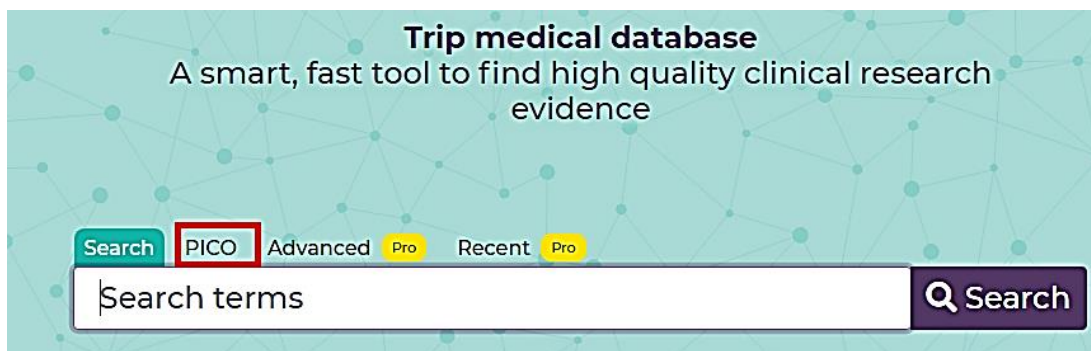 Trip medical database
A smart, fast tool to find high quality clinical research
evidence
Search PICO Advanced Pro Recent Pro
Search terms Search